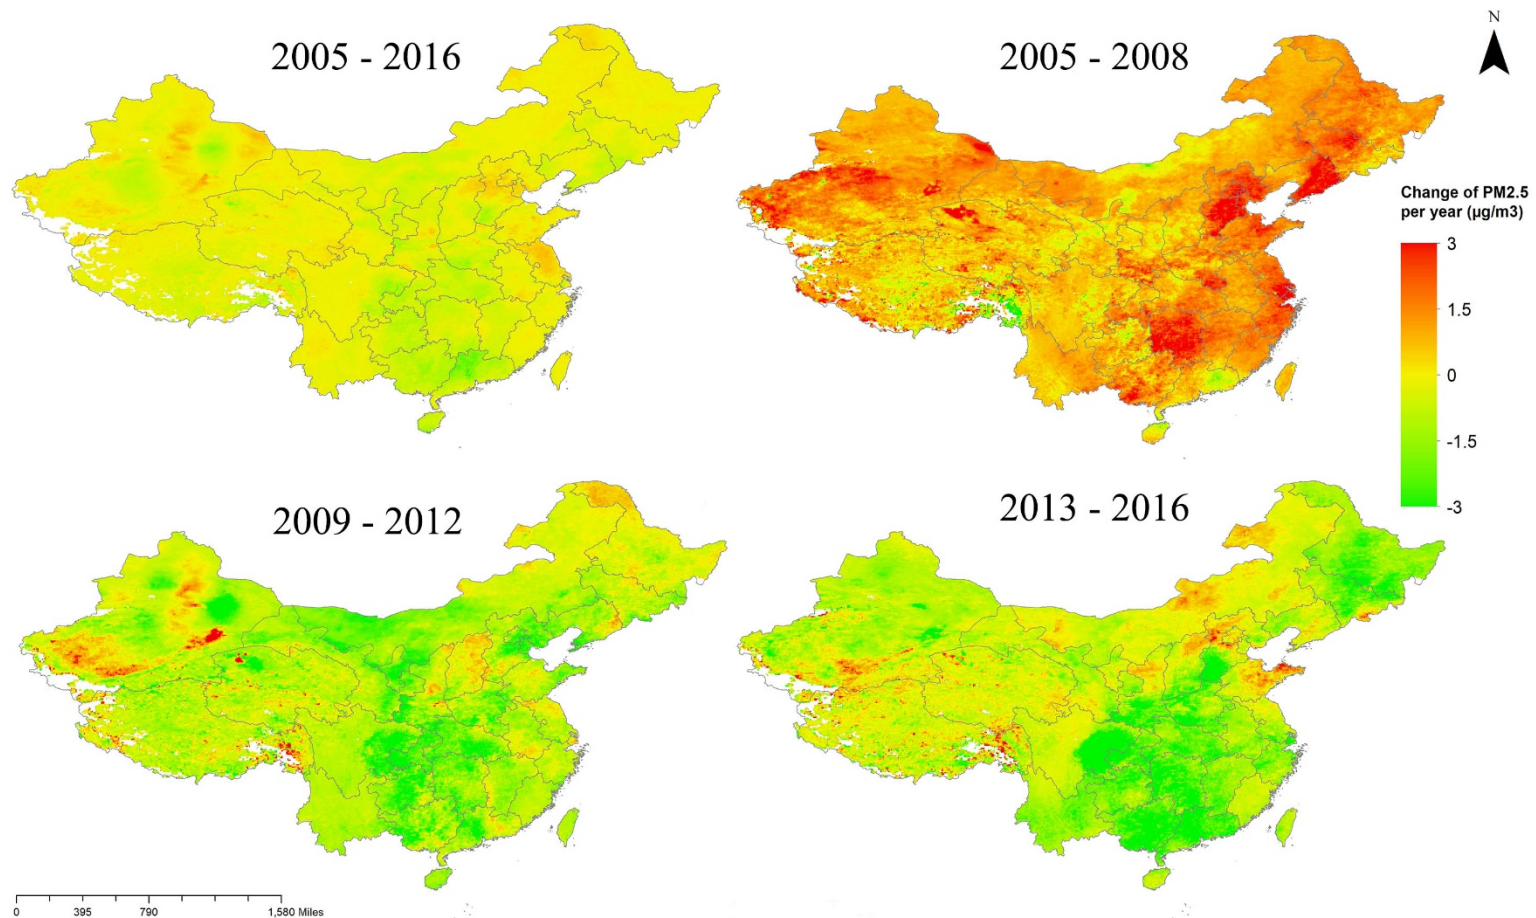 2005 - 2016
2005 - 2008
N
Change of PM2.5
per year (µg/m3)
3
1.5
0
-1.5
-3
2009 - 2012
2013 - 2016
0
395
790
1,580 Miles